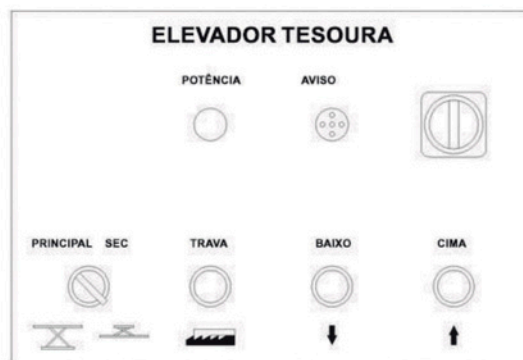 ELEVADOR TESOURA
POTÊNCIA AVISO
PRINCIPAL SEC TRAVA BAIXO CIMA